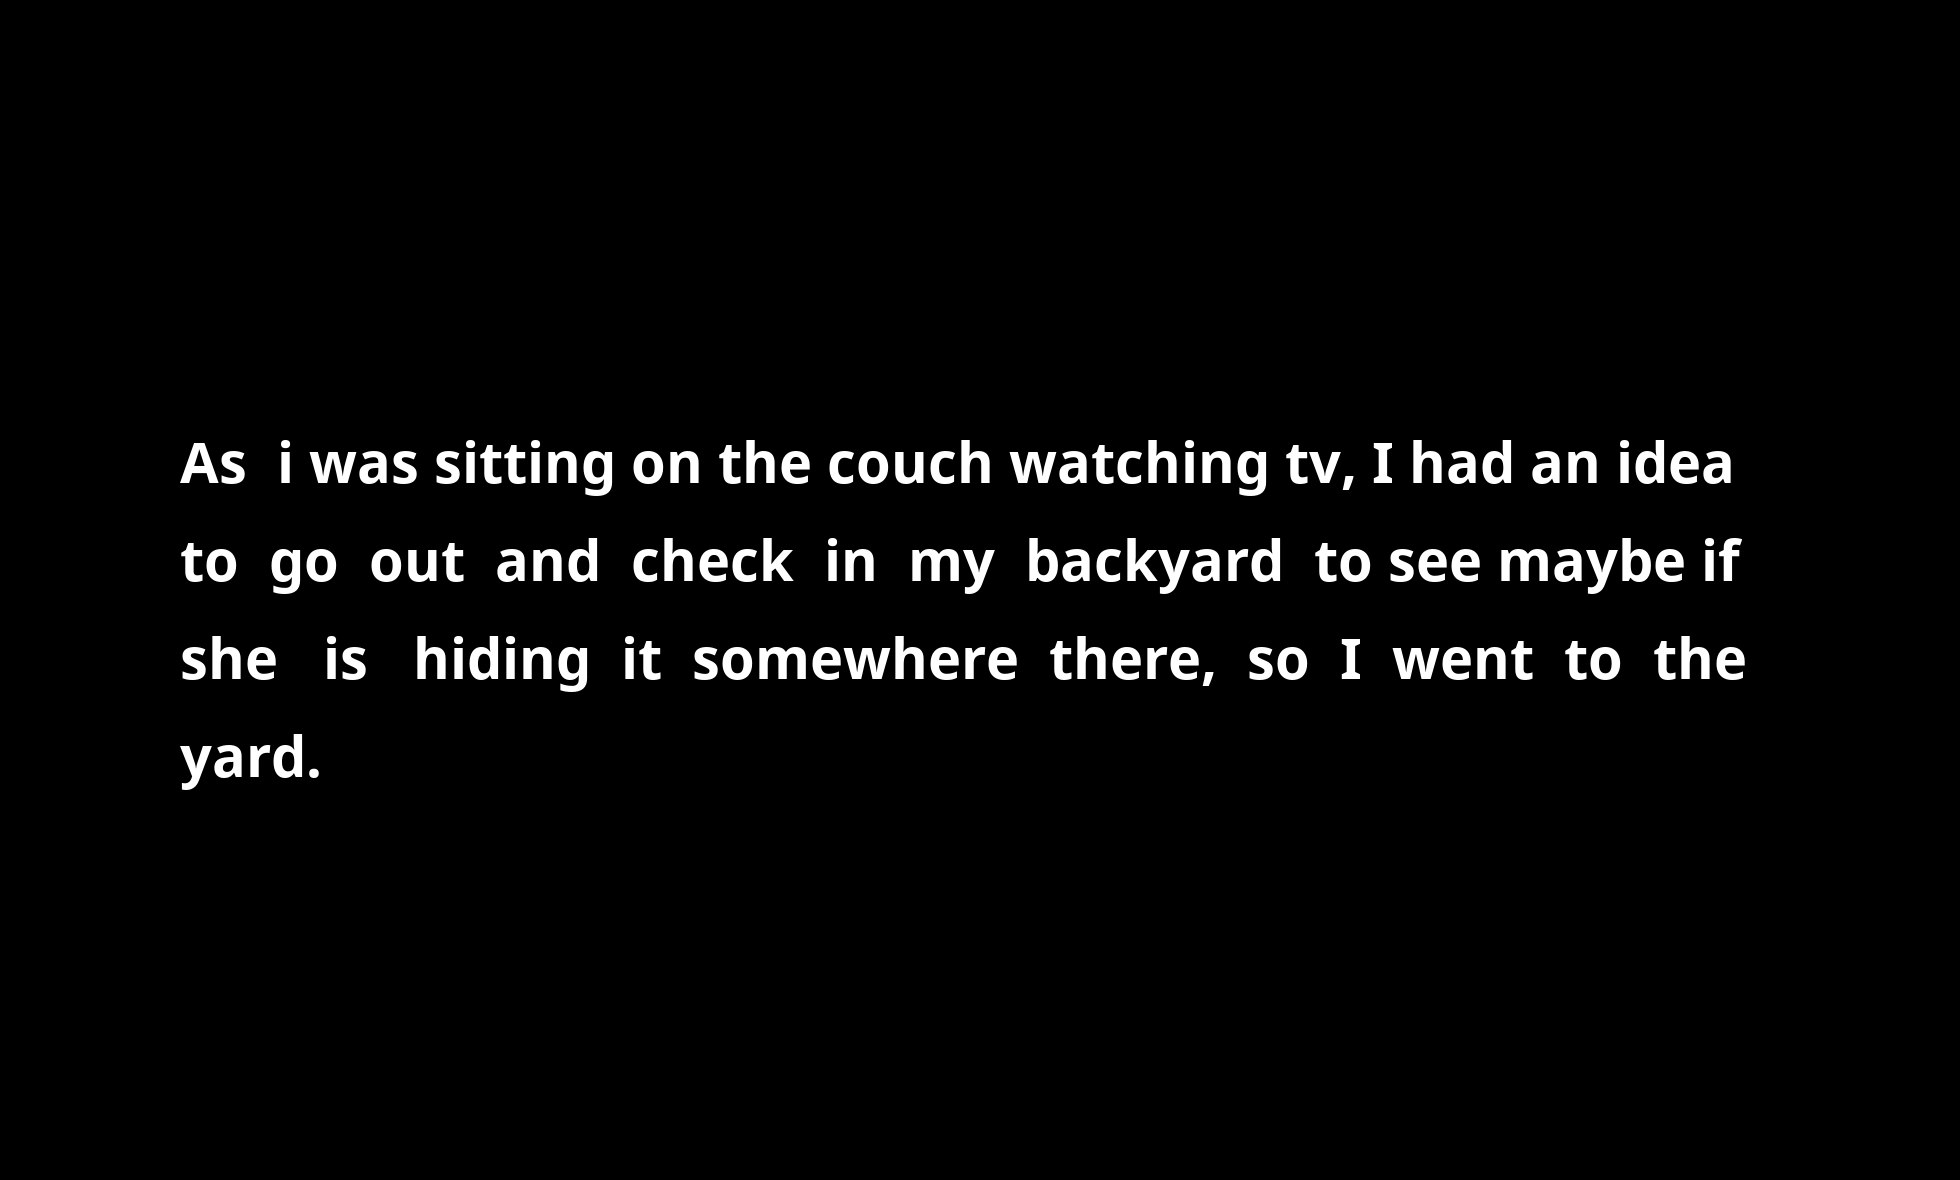 As  i was sitting on the couch watching tv, I had an idea
to  go  out  and  check  in  my  backyard  to see maybe if
she   is   hiding  it  somewhere  there,  so  I  went  to  the
yard.